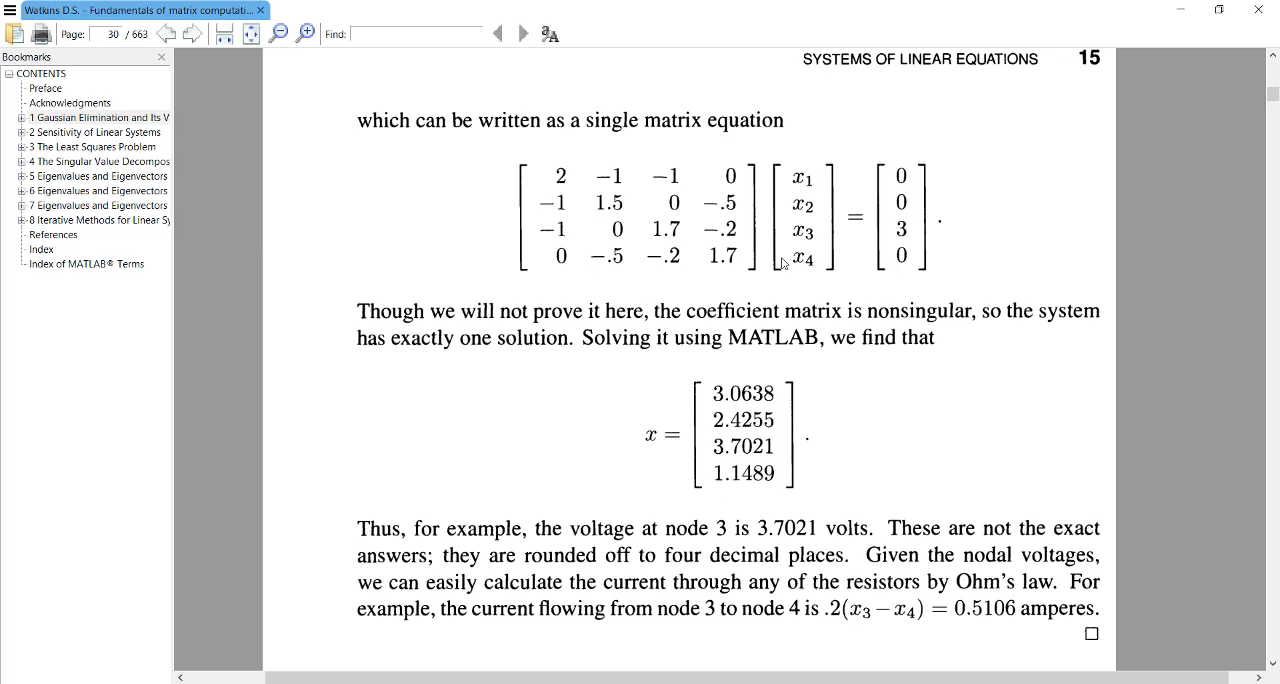 Watkins D.S. - Fundamentals of matrix computati...
Page: 30 / 663 Find:
Bookmarks
CONTENTS
Preface
Acknowledgments
1 Gaussian Elimination and Its V
2 Sensitivity of Linear Systems
3 The Least Squares Problem
4 The Singular Value Decompos
5 Eigenvalues and Eigenvectors
6 Eigenvalues and Eigenvectors
7 Eigenvalues and Eigenvectors
8 Iterative Methods for Linear Sy
References
Index
Index of MATLAB® Terms
SYSTEMS OF LINEAR EQUATIONS 15
which can be written as a single matrix equation
2 −1 −1 0 x1 0
−1 1.5 0 −.5 x2 0
−1 0 1.7 −.2 x3 = 3 .
0 −.5 −.2 1.7 x4 0
Though we will not prove it here, the coefficient matrix is nonsingular, so the system
has exactly one solution. Solving it using MATLAB, we find that
3.0638
2.4255
x = 3.7021 .
1.1489
Thus, for example, the voltage at node 3 is 3.7021 volts. These are not the exact
answers; they are rounded off to four decimal places. Given the nodal voltages,
we can easily calculate the current through any of the resistors by Ohm's law. For
example, the current flowing from node 3 to node 4 is .2(x3 − x4) = 0.5106 amperes.